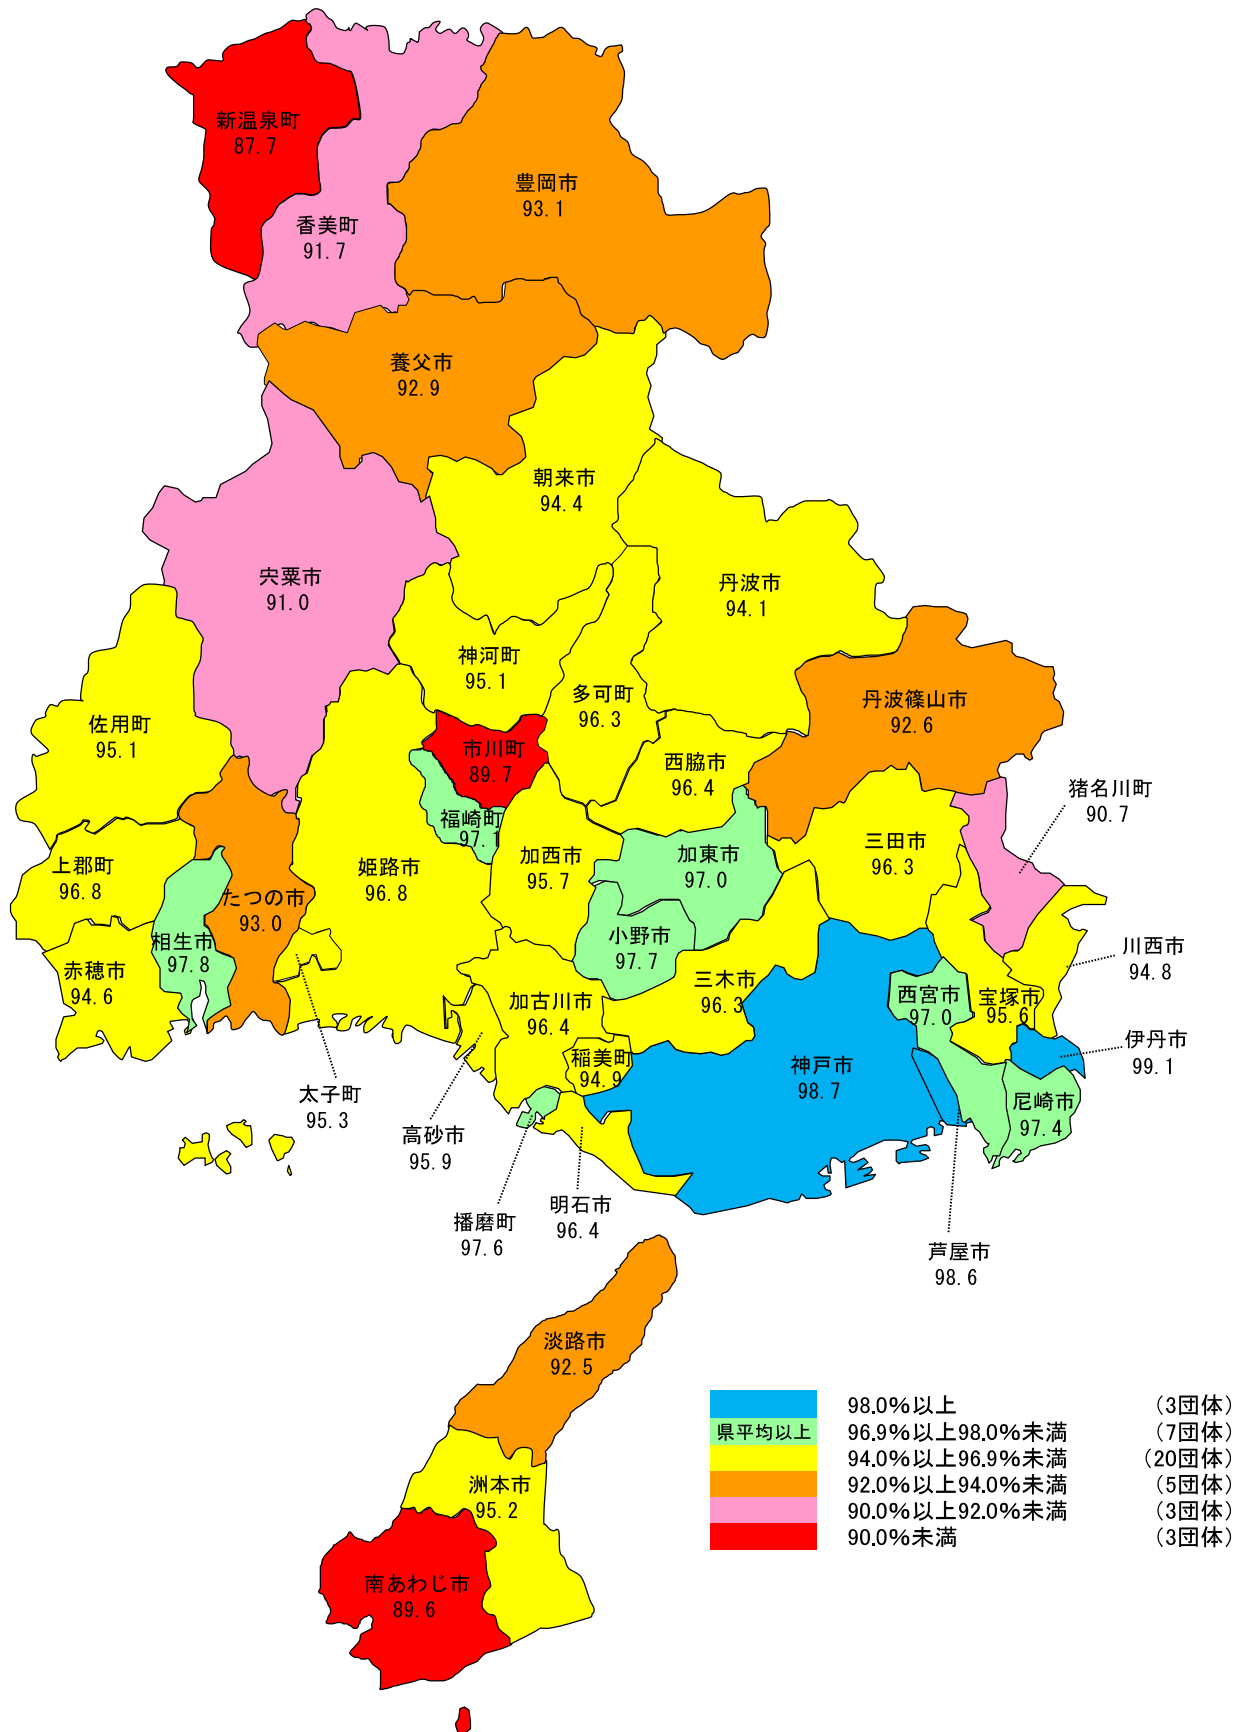 新温泉町
87.7
香美町
91.7
豊岡市
93.1
養父市
92.9
朝来市
94.4
宍粟市
91.0
丹波市
94.1
神河町
95.1
多可町
96.3
丹波篠山市
92.6
佐用町
95.1
市川町
89.7
西脇市
96.4
猪名川町
90.7
福崎町
97.1
上郡町
96.8
姫路市
96.8
加西市
95.7
加東市
97.0
三田市
96.3
たつの市
93.0
相生市
97.8
小野市
97.7
川西市
94.8
赤穂市
94.6
三木市
96.3
加古川市
96.4
西宮市
97.0
宝塚市
95.6
伊丹市
99.1
稲美町
94.9
神戸市
98.7
太子町
95.3
尼崎市
97.4
高砂市
95.9
明石市
96.4
播磨町
97.6
芦屋市
98.6
淡路市
92.5
洲本市
95.2
南あわじ市
89.6
98.0%以上 (3団体)
県平均以上 96.9%以上98.0%未満 (7団体)
94.0%以上96.9%未満 (20団体)
92.0%以上94.0%未満 (5団体)
90.0%以上92.0%未満 (3団体)
90.0%未満 (3団体)